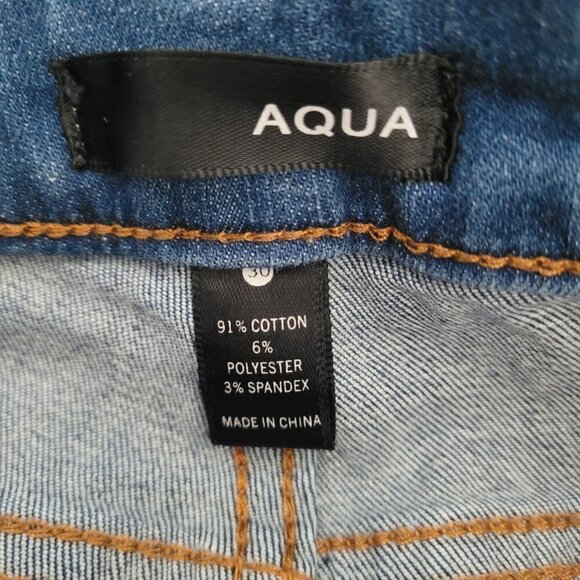 AQUA
30
91% COTTON
6%
POLYESTER
3% SPANDEX
MADE IN CHINA